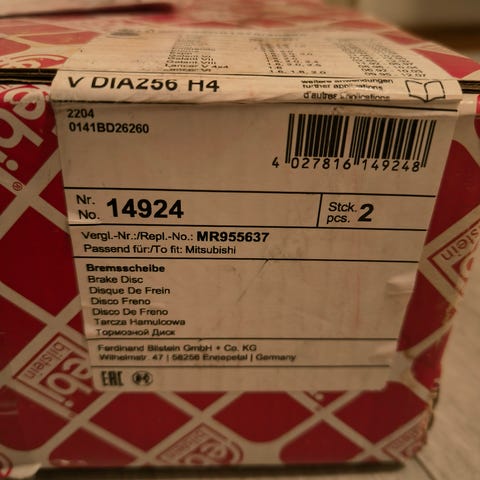 V DIA256 H4
weitere Anwendungen
further applications
d'autres applications
2204
0141BD26260
4 027816 149248
Nr.
No. 14924
Stck.
pcs. 2
Vergl.-Nr.:/Repl.-No.: MR955637
Passend für:/To fit: Mitsubishi
Bremsscheibe
Brake Disc
Disque De Frein
Disco Freno
Disco De Freno
Tarcza Hamulcowa
Тормозной Диск
Ferdinand Bilstein GmbH + Co. KG
Wilhelmstr. 47 | 58256 Ennepetal | Germany
EAC
febi
bilstein